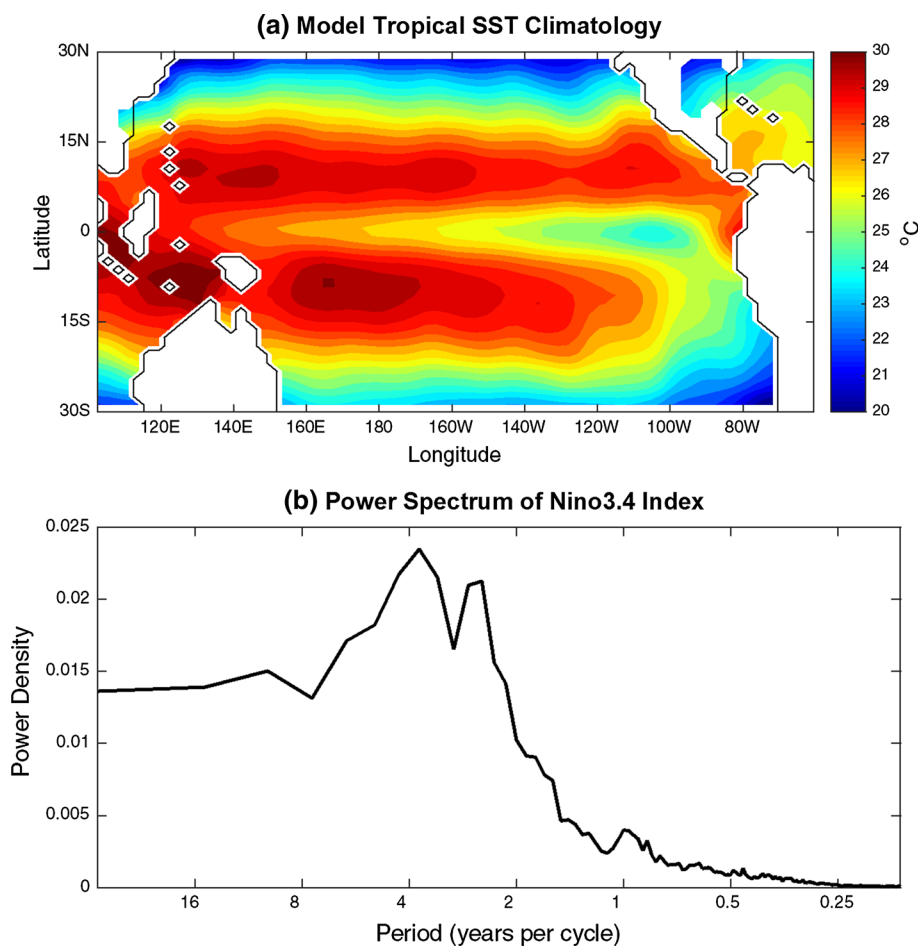 (a) Model Tropical SST Climatology
30N
15N
0
15S
30S
Latitude
120E 140E 160E 180 160W 140W 120W 100W 80W
Longitude
30
29
28
27
26
25
24
23
22
21
20
°C
(b) Power Spectrum of Nino3.4 Index
0.025
0.02
0.015
0.01
0.005
0
Power Density
16 8 4 2 1 0.5 0.25
Period (years per cycle)